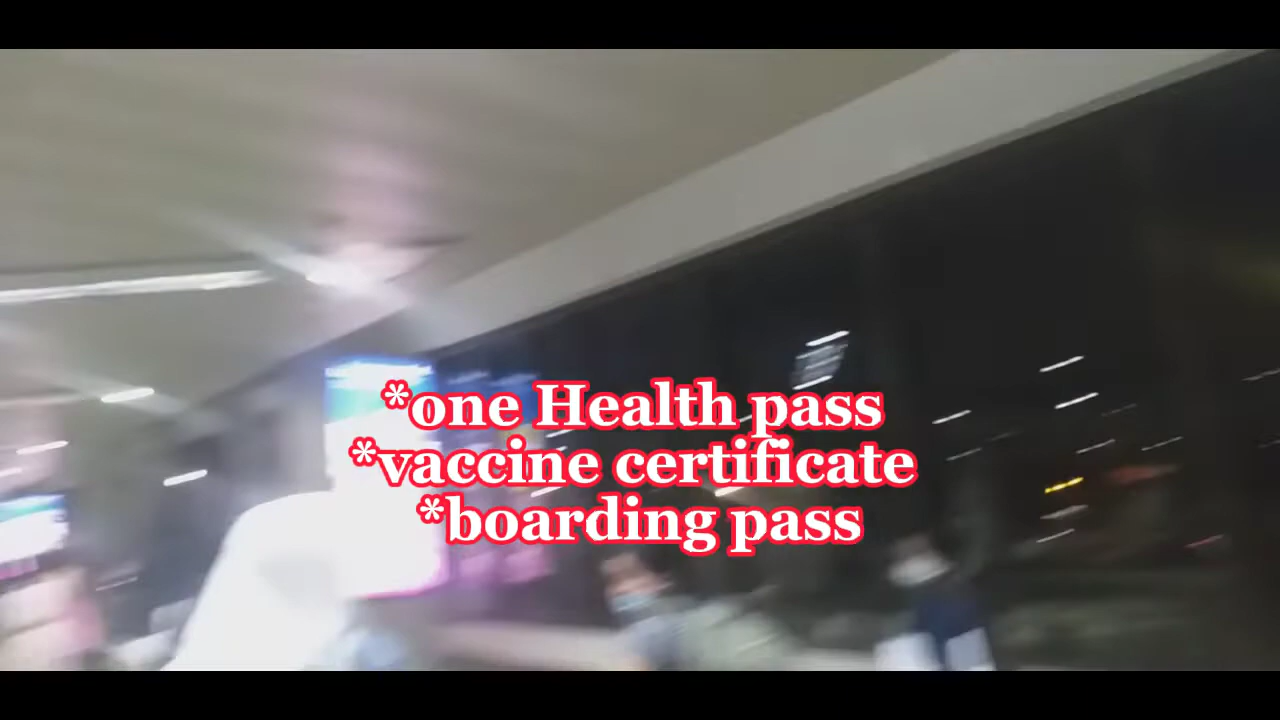 *one Health pass
*vaccine certificate
*boarding pass